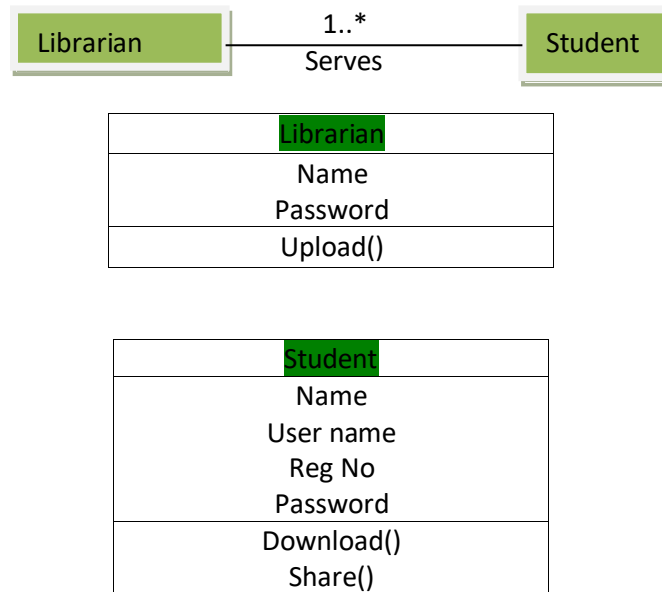 Librarian
1..*
Serves
Student
Librarian
Name
Password
Upload()
Student
Name
User name
Reg No
Password
Download()
Share()